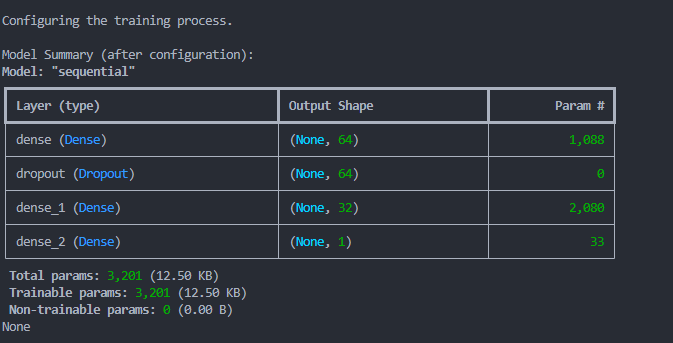 Configuring the training process.
Model Summary (after configuration):
Model: "sequential"
Layer (type) Output Shape Param #
dense (Dense) (None, 64) 1,088
dropout (Dropout) (None, 64) 0
dense_1 (Dense) (None, 32) 2,080
dense_2 (Dense) (None, 1) 33
Total params: 3,201 (12.50 KB)
Trainable params: 3,201 (12.50 KB)
Non-trainable params: 0 (0.00 B)
None